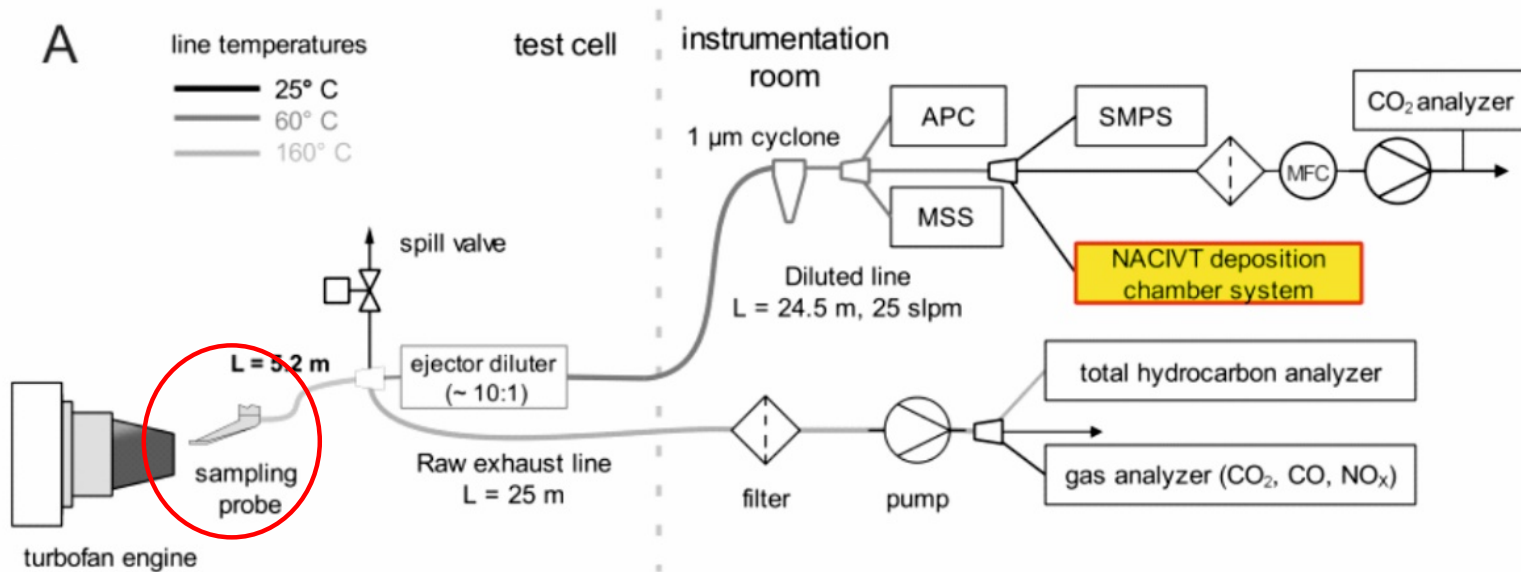 A
line temperatures
25° C
60° C
160° C
test cell
instrumentation
room
1 µm cyclone
APC
MSS
SMPS
MFC
CO₂ analyzer
NACIVT deposition
chamber system
Diluted line
L = 24.5 m, 25 slpm
spill valve
L = 5.2 m
ejector diluter
(~ 10:1)
sampling
probe
turbofan engine
Raw exhaust line
L = 25 m
filter
pump
total hydrocarbon analyzer
gas analyzer (CO₂, CO, NOₓ)